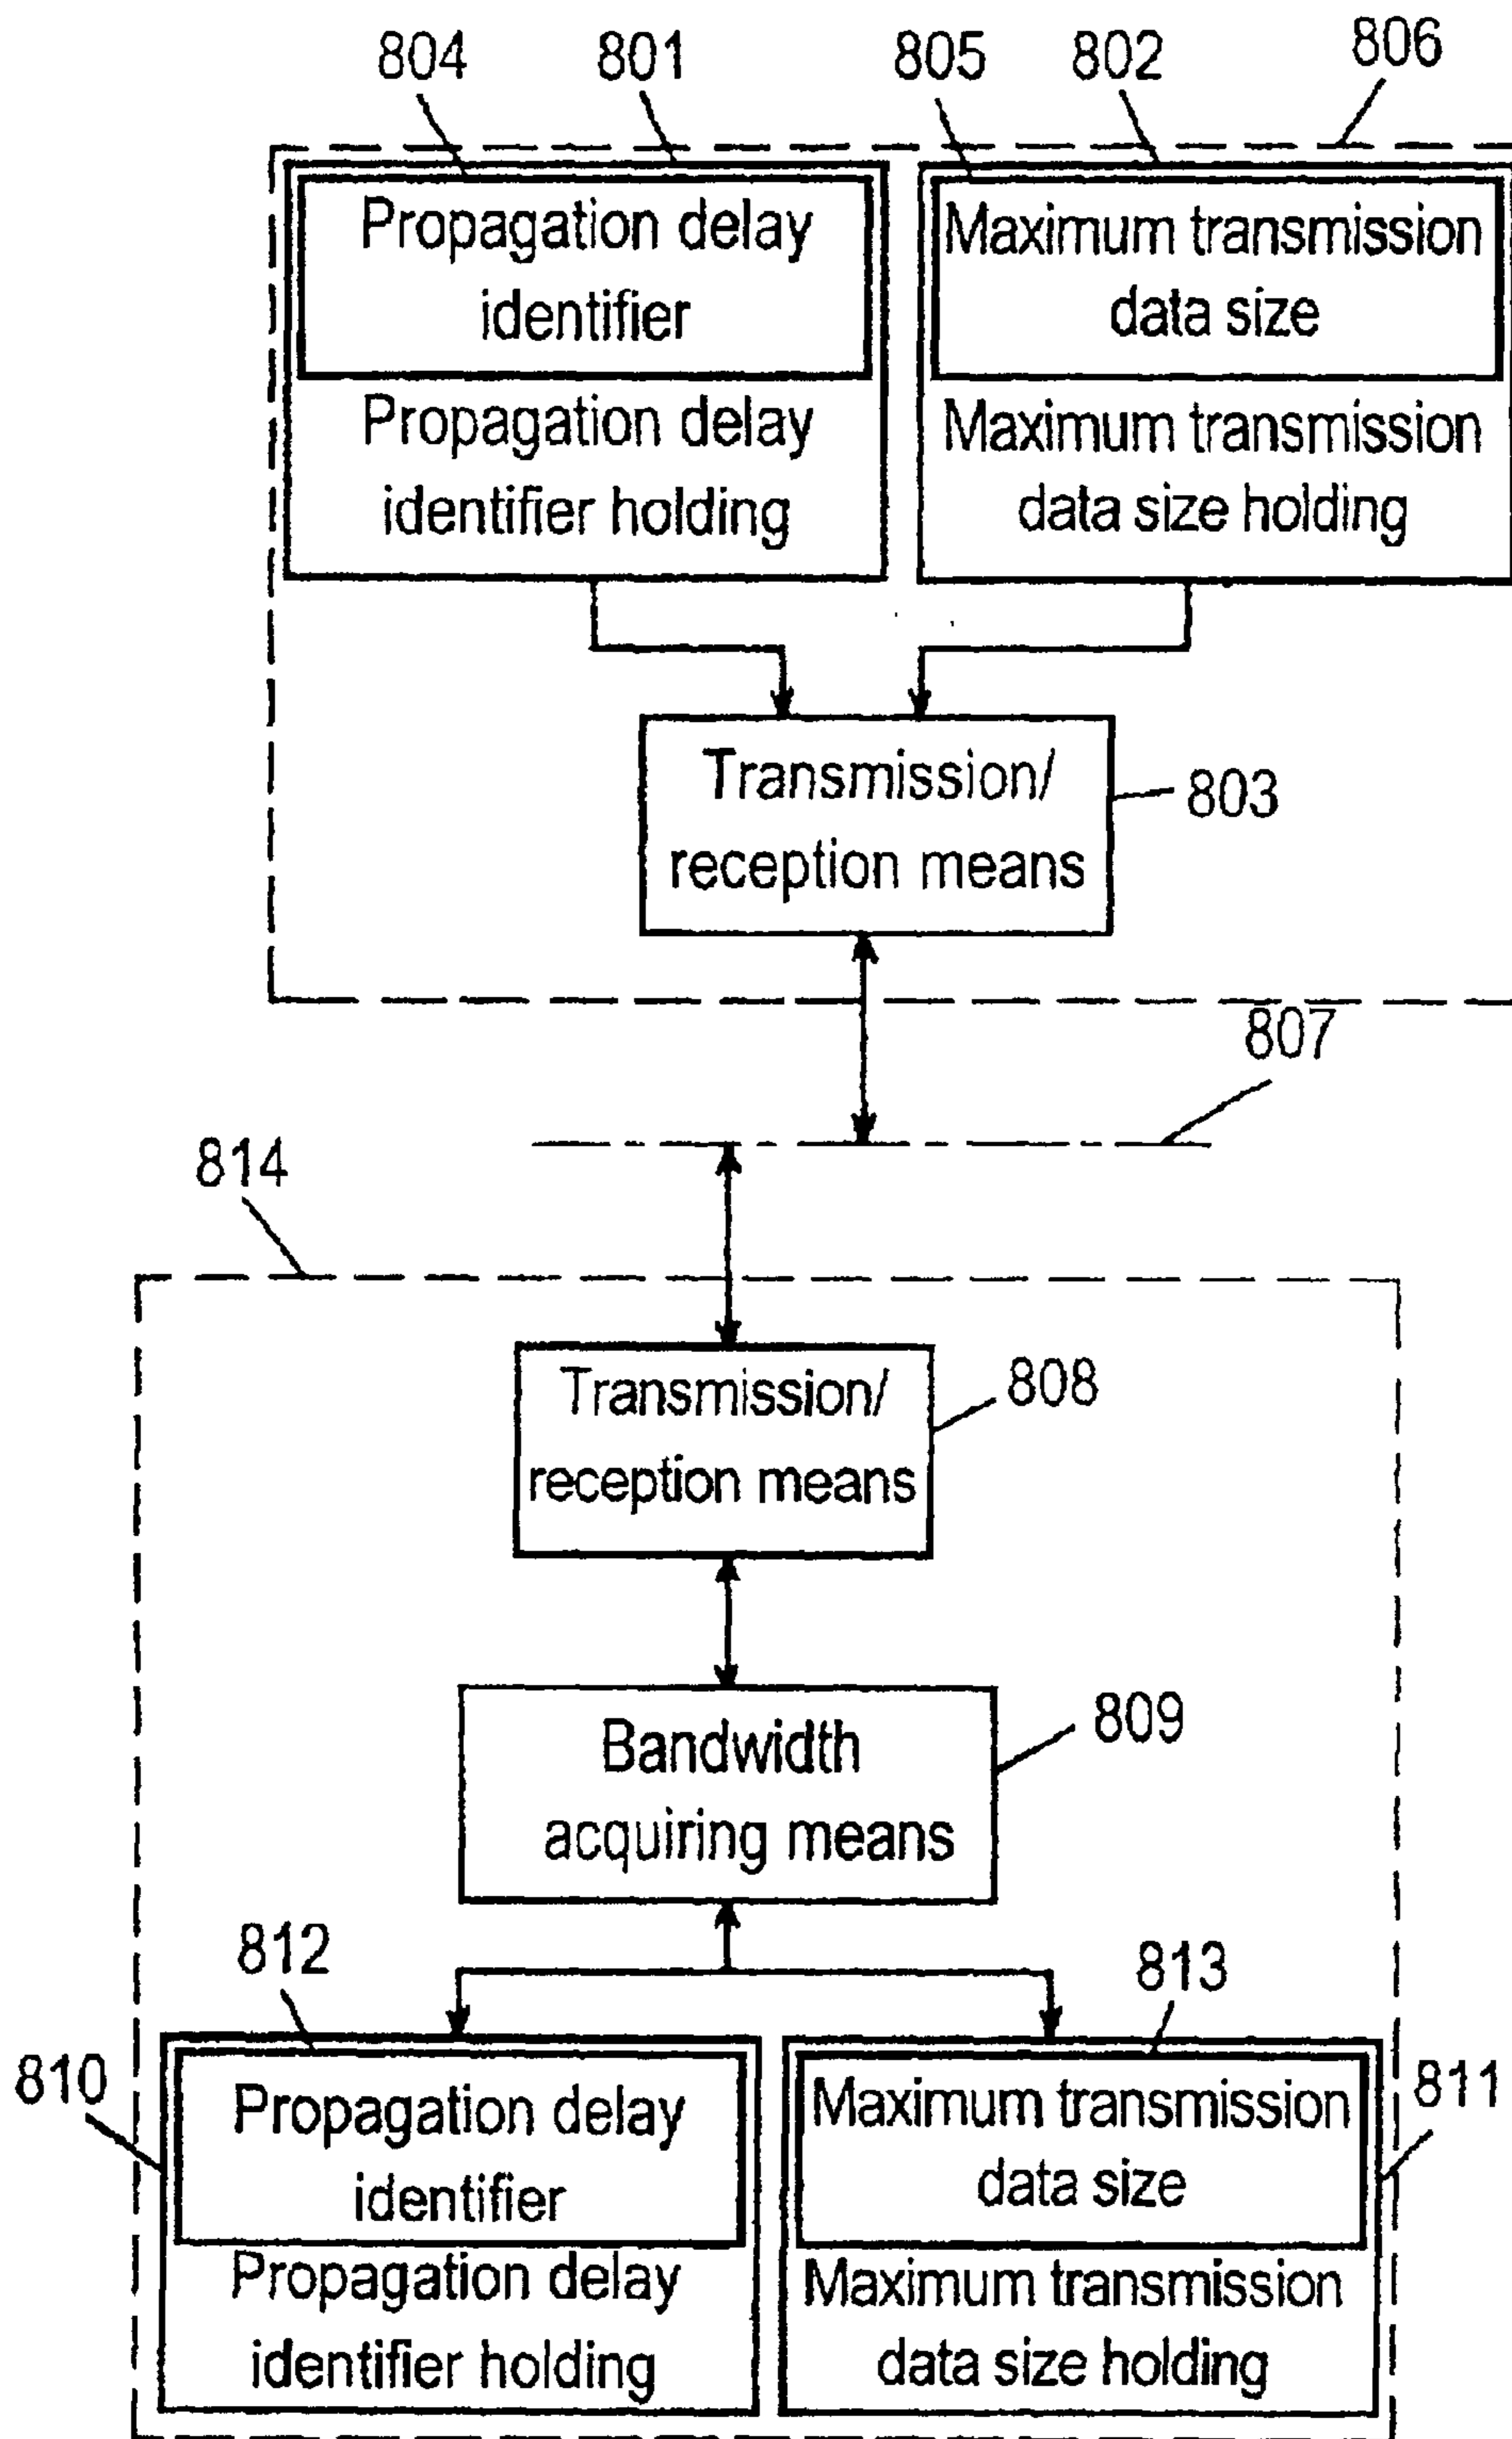 804
801
805
802
806
Propagation delay
identifier
Maximum transmission
data size
Propagation delay
identifier holding
Maximum transmission
data size holding
Transmission/
reception means
803
807
814
Transmission/
reception means
808
Bandwidth
acquiring means
809
812
813
810
Propagation delay
identifier
Maximum transmission
data size
811
Propagation delay
identifier holding
Maximum transmission
data size holding